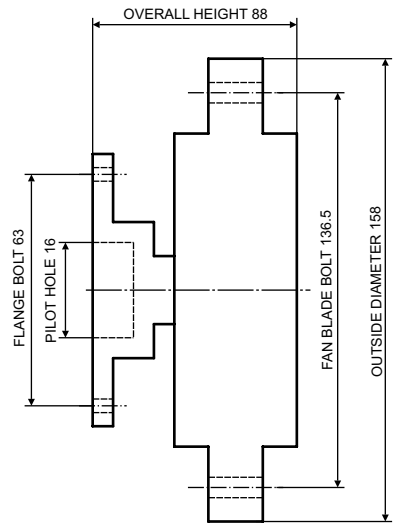 OVERALL HEIGHT 88
FLANGE BOLT 63
PILOT HOLE 16
FAN BLADE BOLT 136.5
OUTSIDE DIAMETER 158